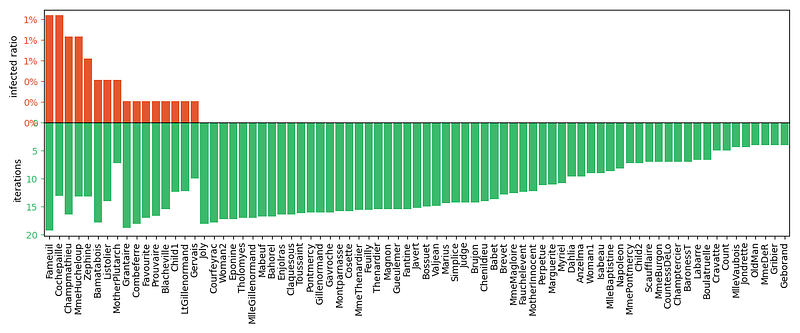 infected ratio
1%
1%
1%
0%
0%
0%
iterations
0
5
10
15
20
Fameuil
Cochepaille
Champmathieu
MmeHucheloup
Zephine
Bamatabois
Listolier
MotherPlutarch
Grantaire
Combeferre
Favourite
Prouvaire
Blacheville
Child1
LtGillenormand
Gervais
Joly
Courfeyrac
Woman2
Eponine
Tholomyes
MlleGillenormand
Mabeuf
Bahorel
Enjolras
Claquesous
Toussaint
Pontmercy
Gillenormand
Gavroche
Montparnasse
Cosette
MmeThenardier
Feuilly
Thenardier
Magnon
Gueulemer
Fantine
Javert
Bossuet
Valjean
Marius
Simplice
Judge
Brujon
Chenildieu
Babet
Brevet
MmeMagloire
Fauchelevent
MotherInnocent
Perpetue
Marguerite
Myriel
Dahlia
Anzelma
Woman1
Isabeau
MlleBaptistine
Napoleon
MmePontmercy
Child2
Scaufflaire
MmeBurgon
CountessDeLo
Champtercier
BaronessT
Labarre
Boulatruelle
Cravatte
Count
MlleVaubois
Jondrette
OldMan
MmeDeR
Gribier
Geborand